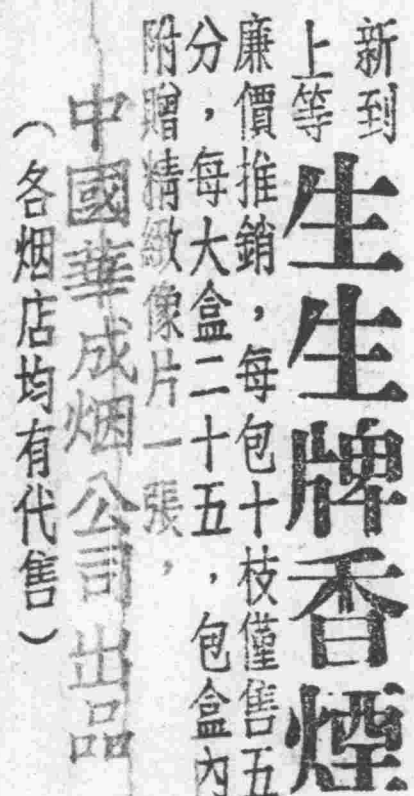 新到
上等
生生牌香煙
廉價推銷，每包十枝僅售五
分，每大盒二十五，包盒內
附贈精緻像片一張，
中國華成烟公司出品
（各烟店均有代售）